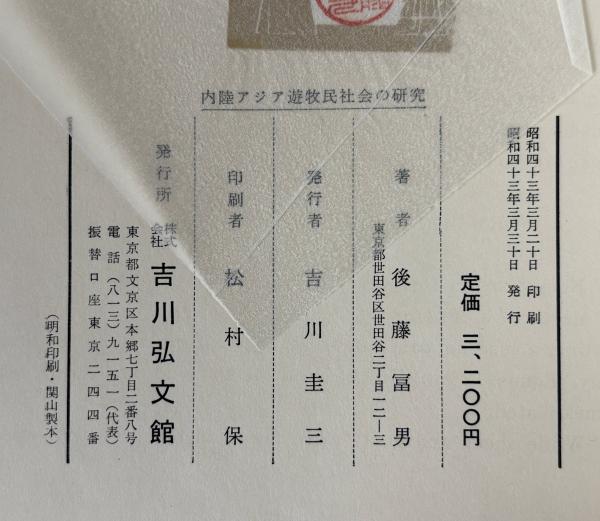 内陸アジア遊牧民社会の研究
昭和四十三年三月二十日 印刷
昭和四十三年三月三十日 発行
定価 三、二〇〇円
著者 後藤冨男
東京都世田谷区世田谷二丁目一二―三
発行者 吉川圭三
印刷者 松村保
発行所 株式会社 吉川弘文館
東京都文京区本郷七丁目二番八号
電話(八一三)九一五一(代表)
振替口座東京二四四番
(明和印刷・関山製本)